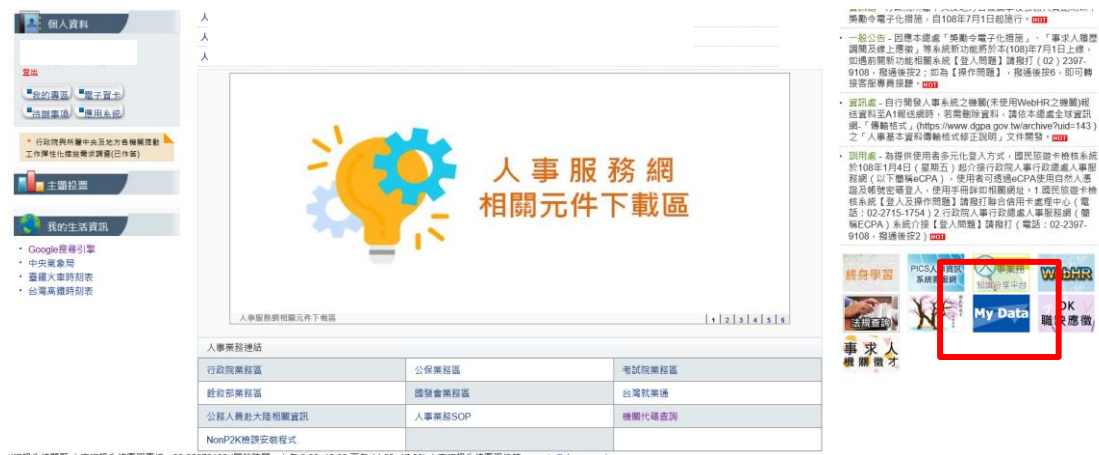 個人資料
登出
我的專區 電子賀卡
待辦事項 應用系統
行政院與所屬中央及地方各機關推動
工作彈性化措施需求調查(已作答)
主題投票
我的生活資訊
Google搜尋引擎
中央氣象局
臺鐵火車時刻表
台灣高鐵時刻表
人
人
人
人事服務網
相關元件下載區
人事服務網相關元件下載區
1 2 3 4 5 6
人事業務連結
行政院業務區 公保業務區 考試院業務區
銓敘部業務區 國發會業務區 台灣就業通
公務人員赴大陸相關資訊 人事業務SOP 機關代碼查詢
NonP2K檢誤安裝程式
獎勵令電子化措施，自108年7月1日起施行。HOT
一般公告 - 因應本總處「獎勵令電子化措施」、「事求人履歷
調閱及線上應徵」等系統新功能將於本(108)年7月1日上線，
如遇前開新功能相關系統【登入問題】請撥打（02）2397-
9108，撥通後按2；如為【操作問題】，撥通後按6，即可轉
接客服專員接聽。HOT
資訊處 - 自行開發人事系統之機關(未使用WebHR之機關)報
送資料至A1報送網時，若需刪除資料，請依本總處全球資訊
網-「傳輸格式」(https://www.dgpa.gov.tw/archive?uid=143 )
之「人事基本資料傳輸格式修正說明」文件開發。HOT
訓用處 - 為提供使用者多元化登入方式，國民旅遊卡檢核系統
於108年1月4日（星期五）起介接行政院人事行政總處人事服
務網（以下簡稱eCPA），使用者可透過eCPA使用自然人憑
證及帳號密碼登入，使用手冊詳如相關網址。1.國民旅遊卡檢
核系統【登入及操作問題】請撥打聯合信用卡處理中心（電
話：02-2715-1754）2.行政院人事行政總處人事服務網（簡
稱ECPA）系統介接【登入問題】請撥打（電話：02-2397-
9108，撥通後按2）HOT
終身學習
PICS人事資訊
系統客服網
人事業務
知識分享平台
WebHR
法規查詢
My Data
OK
職缺應徵
事求人
機關徵才